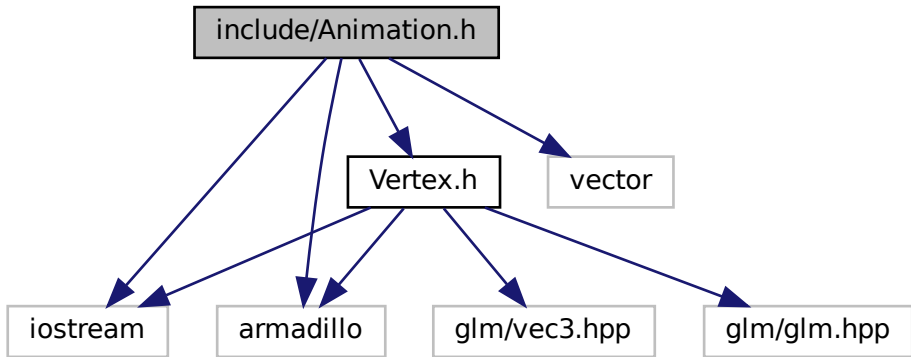 include/Animation.h
Vertex.h
vector
iostream
armadillo
glm/vec3.hpp
glm/glm.hpp